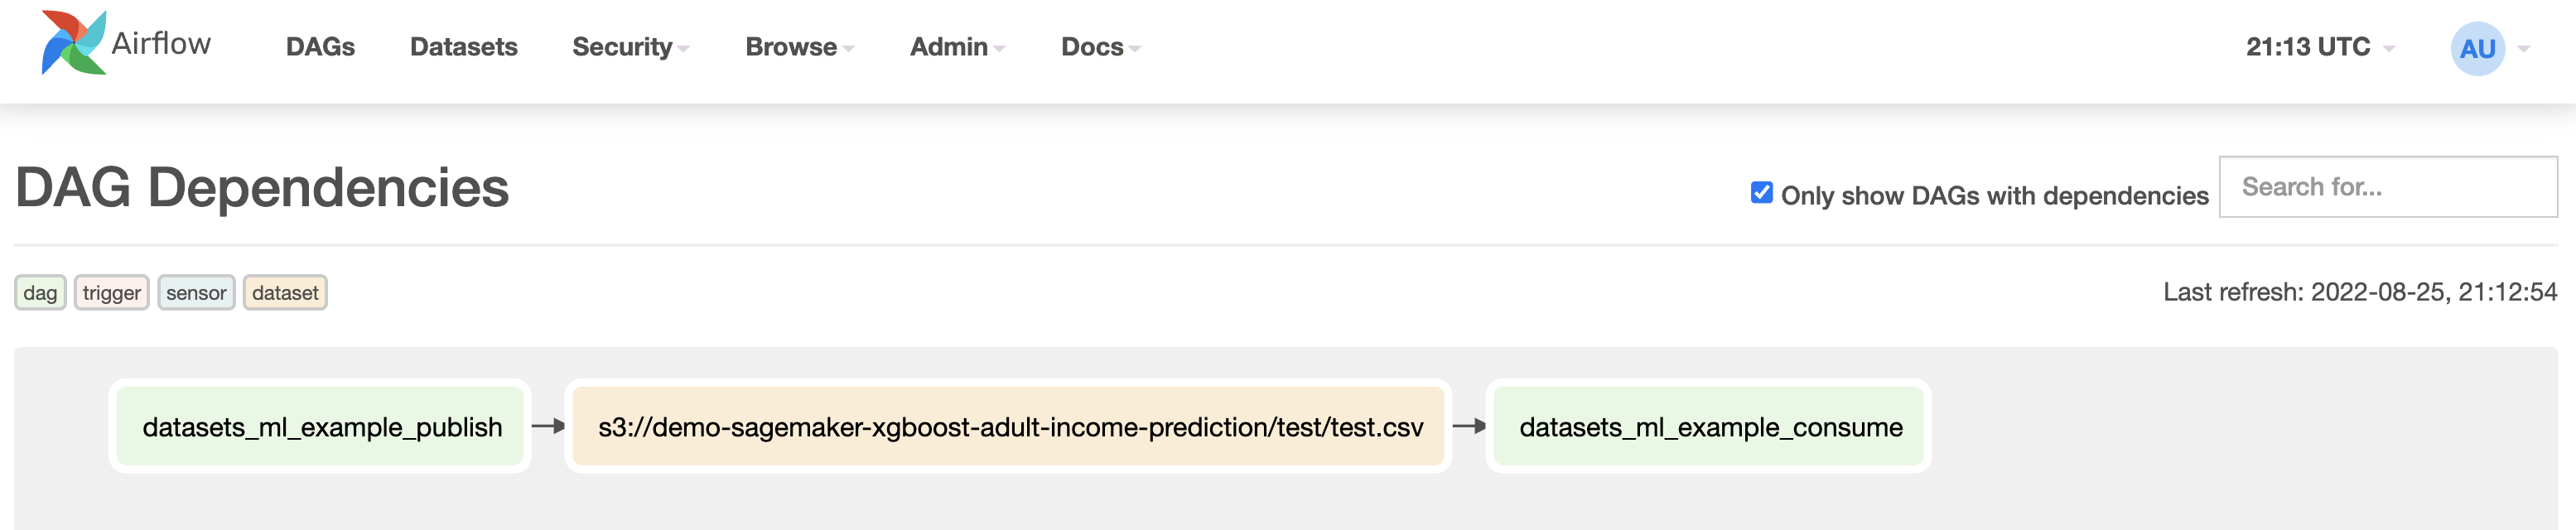 Airflow DAGs Datasets Security Browse Admin Docs 21:13 UTC AU
DAG Dependencies Only show DAGs with dependencies Search for...
dag trigger sensor dataset Last refresh: 2022-08-25, 21:12:54
datasets_ml_example_publish s3://demo-sagemaker-xgboost-adult-income-prediction/test/test.csv datasets_ml_example_consume